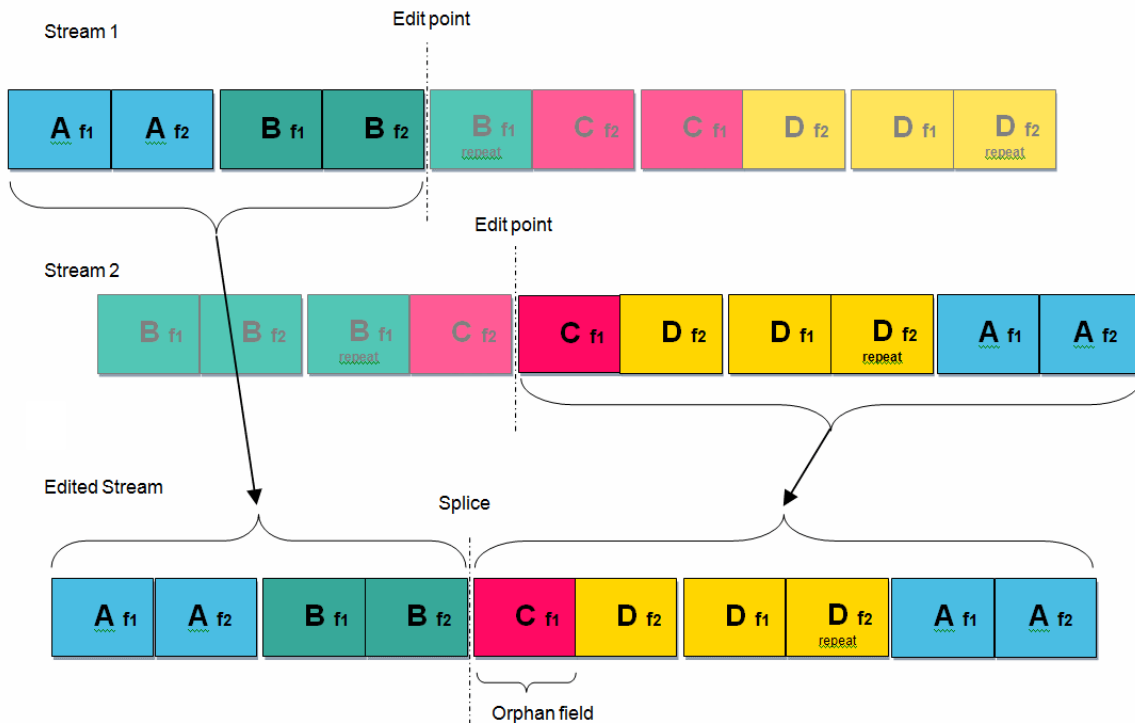 Edit point
Stream 1
A f1 A f2 B f1 B f2 B f1 C f2 C f1 D f2 D f1 D f2
repeat repeat
Edit point
Stream 2
B f1 B f2 B f1 C f2 C f1 D f2 D f1 D f2 A f1 A f2
repeat repeat
Edited Stream
Splice
A f1 A f2 B f1 B f2 C f1 D f2 D f1 D f2 A f1 A f2
repeat
Orphan field